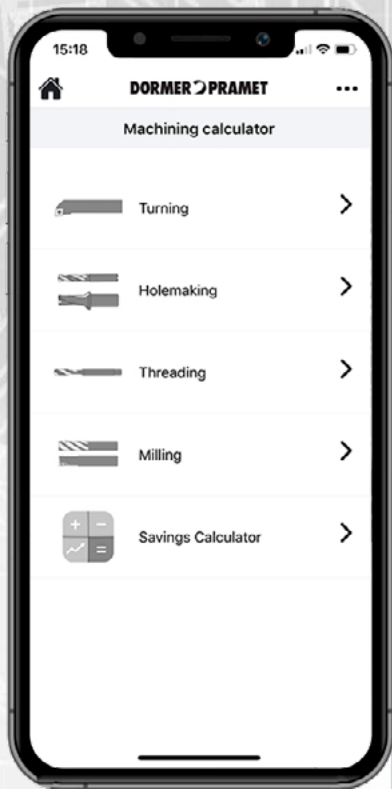 15:18
DORMER PRAMET
Machining calculator
Turning
Holemaking
Threading
Milling
Savings Calculator